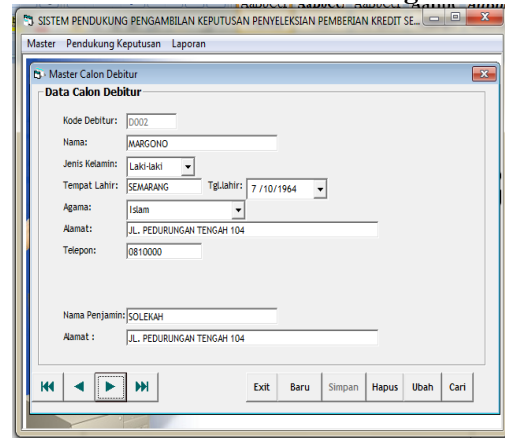 SISTEM PENDUKUNG PENGAMBILAN KEPUTUSAN PENYELEKSIAN PEMBERIAN KREDIT SE...
Master Pendukung Keputusan Laporan
Master Calon Debitur
Data Calon Debitur
Kode Debitur: D002
Nama: MARGONO
Jenis Kelamin: Laki-laki
Tempat Lahir: SEMARANG Tgl.lahir: 7 /10/1964
Agama: Islam
Alamat: JL. PEDURUNGAN TENGAH 104
Telepon: 0810000
Nama Penjamin: SOLEKAH
Alamat : JL. PEDURUNGAN TENGAH 104
Exit Baru Simpan Hapus Ubah Cari